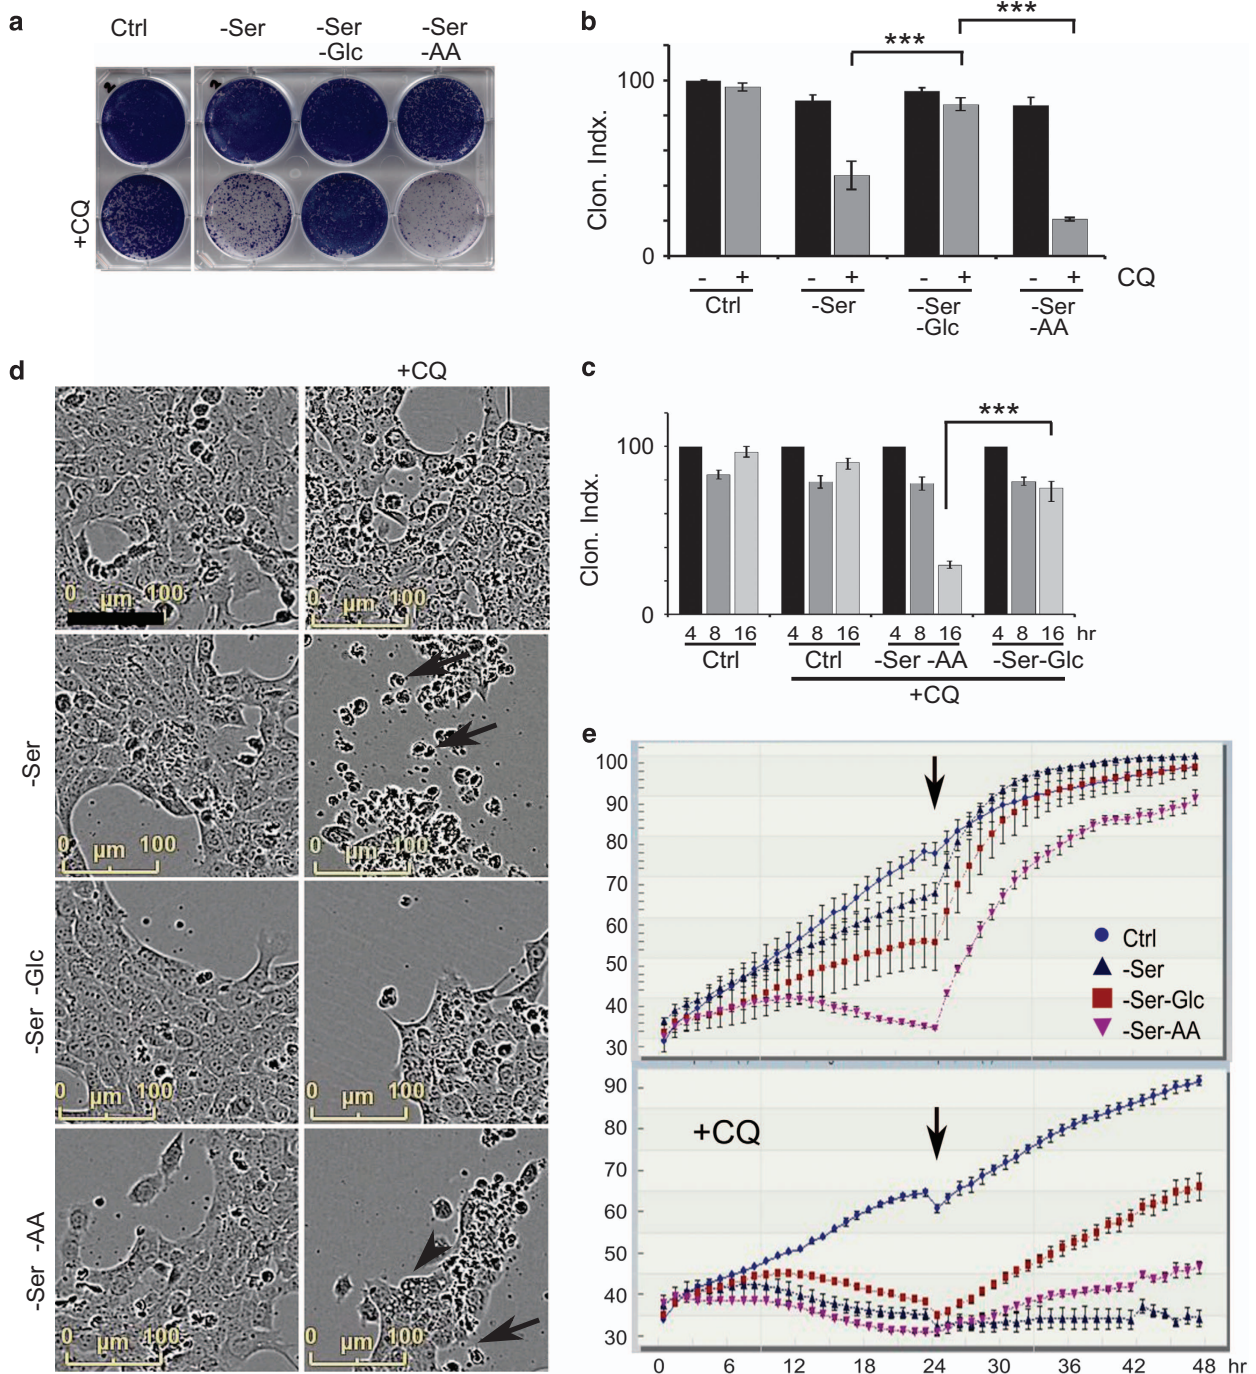 a
Ctrl
-Ser
-Ser
-Glc
-Ser
-AA
2
2
+CQ
b
***
***
Clon. Indx.
100
0
- + - + - + - + CQ
Ctrl
-Ser
-Ser
-Glc
-Ser
-AA
c
***
Clon. Indx.
100
0
4 8 16 4 8 16 4 8 16 4 8 16 hr
Ctrl Ctrl -Ser -AA -Ser-Glc
+CQ
d
+CQ
0 µm 100
0 µm 100
-Ser
0 µm 100
0 µm 100
-Ser -Glc
0 µm 100
0 µm 100
-Ser -AA
0 µm 100
0 µm 100
e
100
90
80
70
60
50
40
30
Ctrl
-Ser
-Ser-Glc
-Ser-AA
+CQ
90
80
70
60
50
40
30
0 6 12 18 24 30 36 42 48 hr